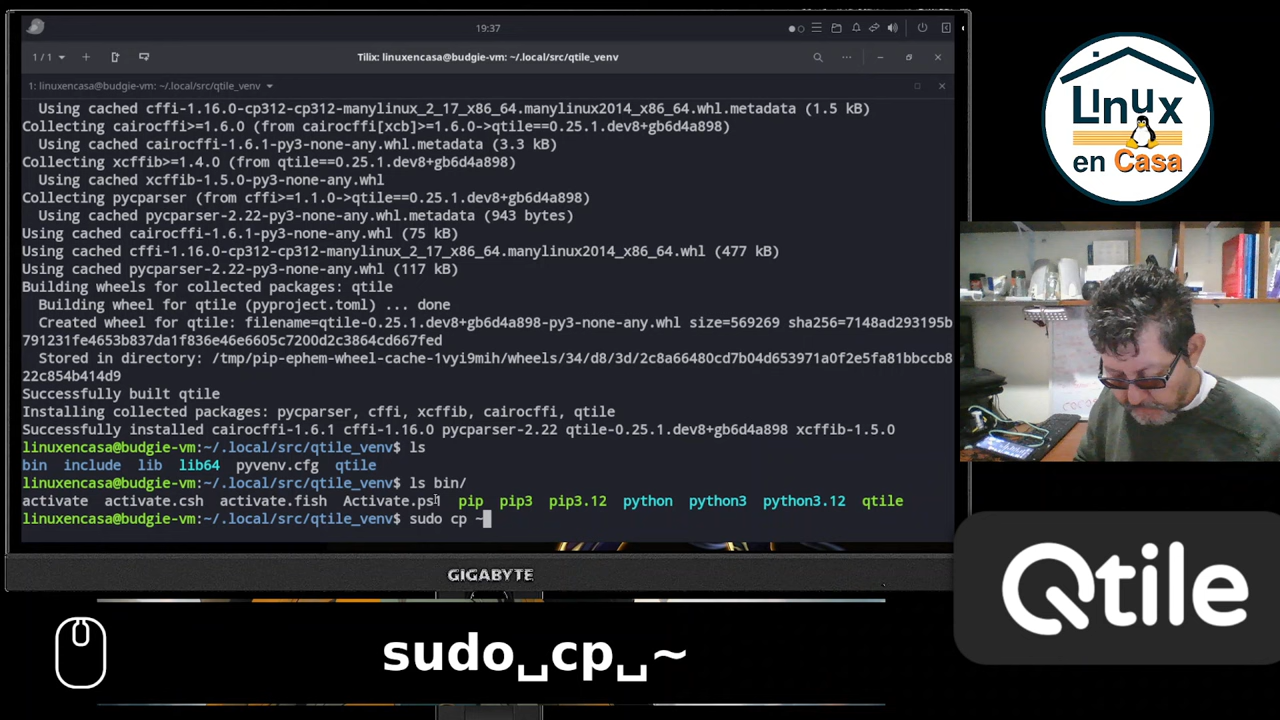 19:37
1 / 1
Tilix: linuxencasa@budgie-vm: ~/.local/src/qtile_venv
1: linuxencasa@budgie-vm: ~/.local/src/qtile_venv
Using cached cffi-1.16.0-cp312-cp312-manylinux_2_17_x86_64.manylinux2014_x86_64.whl.metadata (1.5 kB)
Collecting cairocffi>=1.6.0 (from cairocffi[xcb]>=1.6.0->qtile==0.25.1.dev8+gb6d4a898)
Using cached cairocffi-1.6.1-py3-none-any.whl.metadata (3.3 kB)
Collecting xcffib>=1.4.0 (from qtile==0.25.1.dev8+gb6d4a898)
Using cached xcffib-1.5.0-py3-none-any.whl
Collecting pycparser (from cffi>=1.1.0->qtile==0.25.1.dev8+gb6d4a898)
Using cached pycparser-2.22-py3-none-any.whl.metadata (943 bytes)
Using cached cairocffi-1.6.1-py3-none-any.whl (75 kB)
Using cached cffi-1.16.0-cp312-cp312-manylinux_2_17_x86_64.manylinux2014_x86_64.whl (477 kB)
Using cached pycparser-2.22-py3-none-any.whl (117 kB)
Building wheels for collected packages: qtile
Building wheel for qtile (pyproject.toml) ... done
Created wheel for qtile: filename=qtile-0.25.1.dev8+gb6d4a898-py3-none-any.whl size=569269 sha256=7148ad293195b
791231fe4653b837da1f836e46e6605c7200d2c3864cd667fed
Stored in directory: /tmp/pip-ephem-wheel-cache-1vyi9mih/wheels/34/d8/3d/2c8a66480cd7b04d653971a0f2e5fa81bbccb8
22c854b414d9
Successfully built qtile
Installing collected packages: pycparser, cffi, xcffib, cairocffi, qtile
Successfully installed cairocffi-1.6.1 cffi-1.16.0 pycparser-2.22 qtile-0.25.1.dev8+gb6d4a898 xcffib-1.5.0
linuxencasa@budgie-vm:~/.local/src/qtile_venv$ ls
bin include lib lib64 pyvenv.cfg qtile
linuxencasa@budgie-vm:~/.local/src/qtile_venv$ ls bin/
activate activate.csh activate.fish Activate.ps1 pip pip3 pip3.12 python python3 python3.12 qtile
linuxencasa@budgie-vm:~/.local/src/qtile_venv$ sudo cp ~
GIGABYTE
sudo␣cp␣~
Linux
en Casa
Qtile